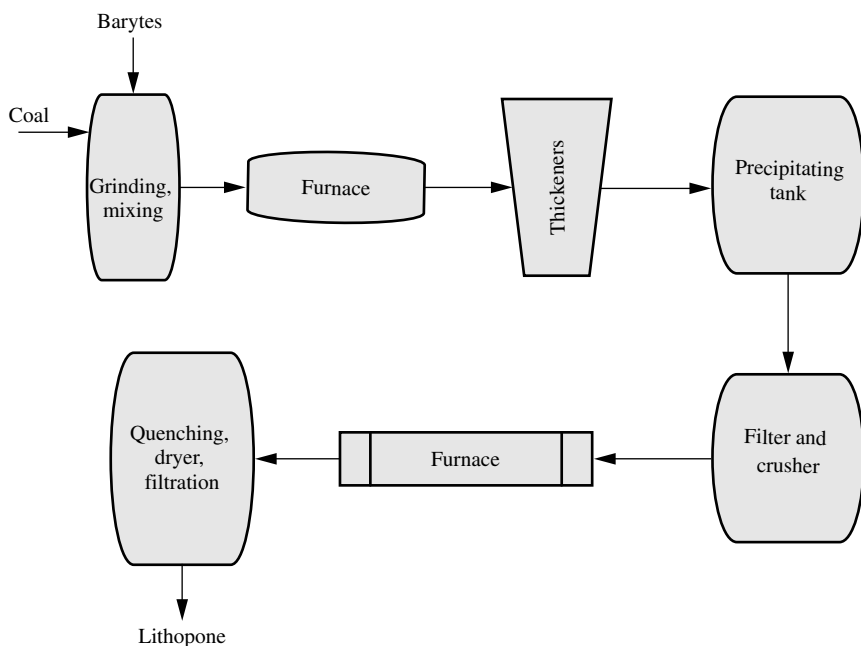 Barytes
Coal
Grinding,
mixing
Furnace
Thickeners
Precipitating
tank
Quenching,
dryer,
filtration
Furnace
Filter and
crusher
Lithopone